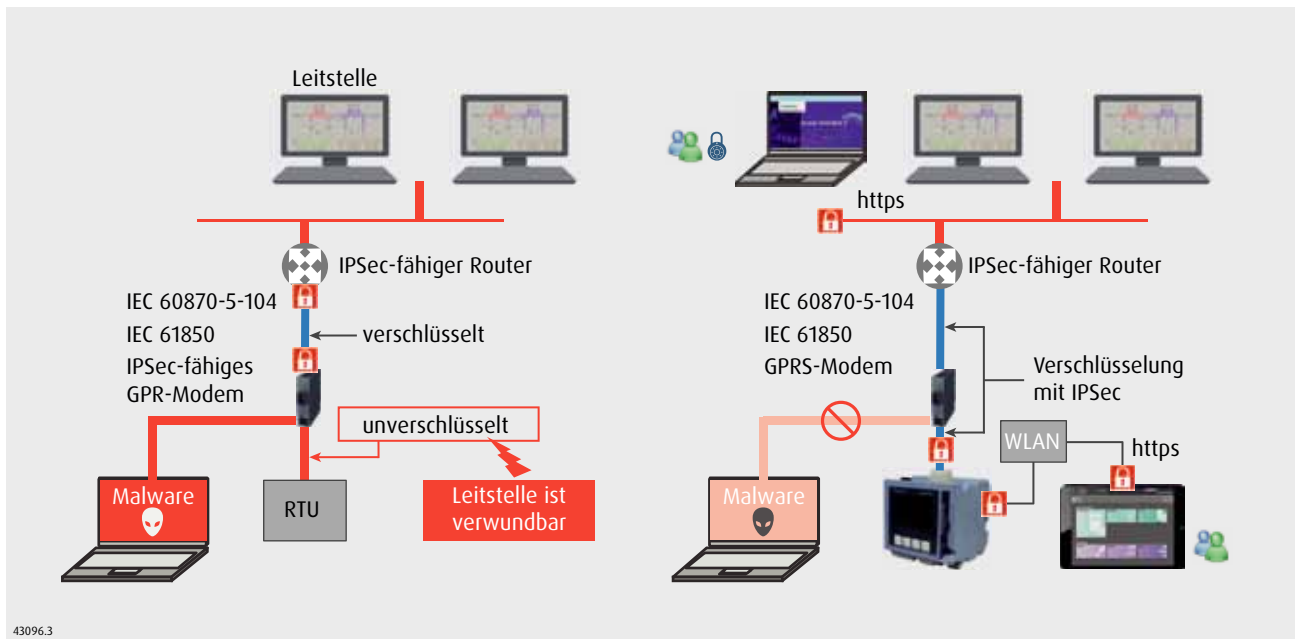 Leitstelle
https
IPSec-fähiger Router
IEC 60870-5-104
IEC 61850
verschlüsselt
IPSec-fähiges
GPR-Modem
unverschlüsselt
Malware
RTU
Leitstelle ist
verwundbar
IPSec-fähiger Router
IEC 60870-5-104
IEC 61850
GPRS-Modem
Verschlüsselung
mit IPSec
WLAN
https
Malware
43096.3